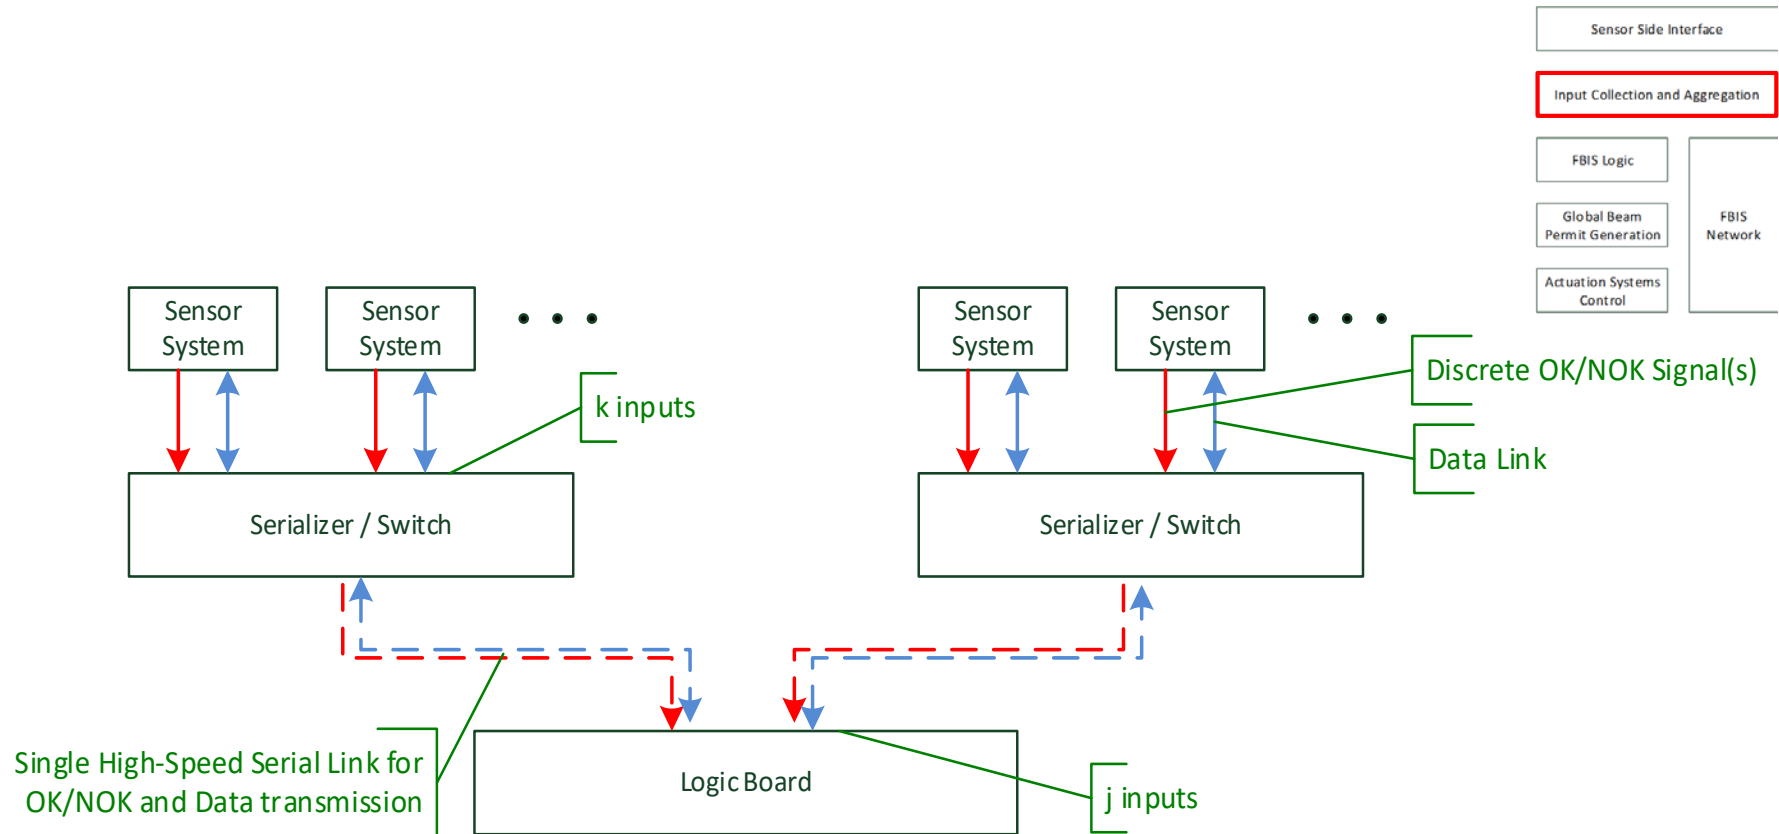 Sensor Side Interface
Input Collection and Aggregation
FBIS Logic
Global Beam
Permit Generation
FBIS
Network
Actuation Systems
Control
Sensor
System
Sensor
System
• • •
Sensor
System
Sensor
System
• • •
Discrete OK/NOK Signal(s)
k inputs
Data Link
Serializer / Switch
Serializer / Switch
Single High-Speed Serial Link for
OK/NOK and Data transmission
Logic Board
j inputs